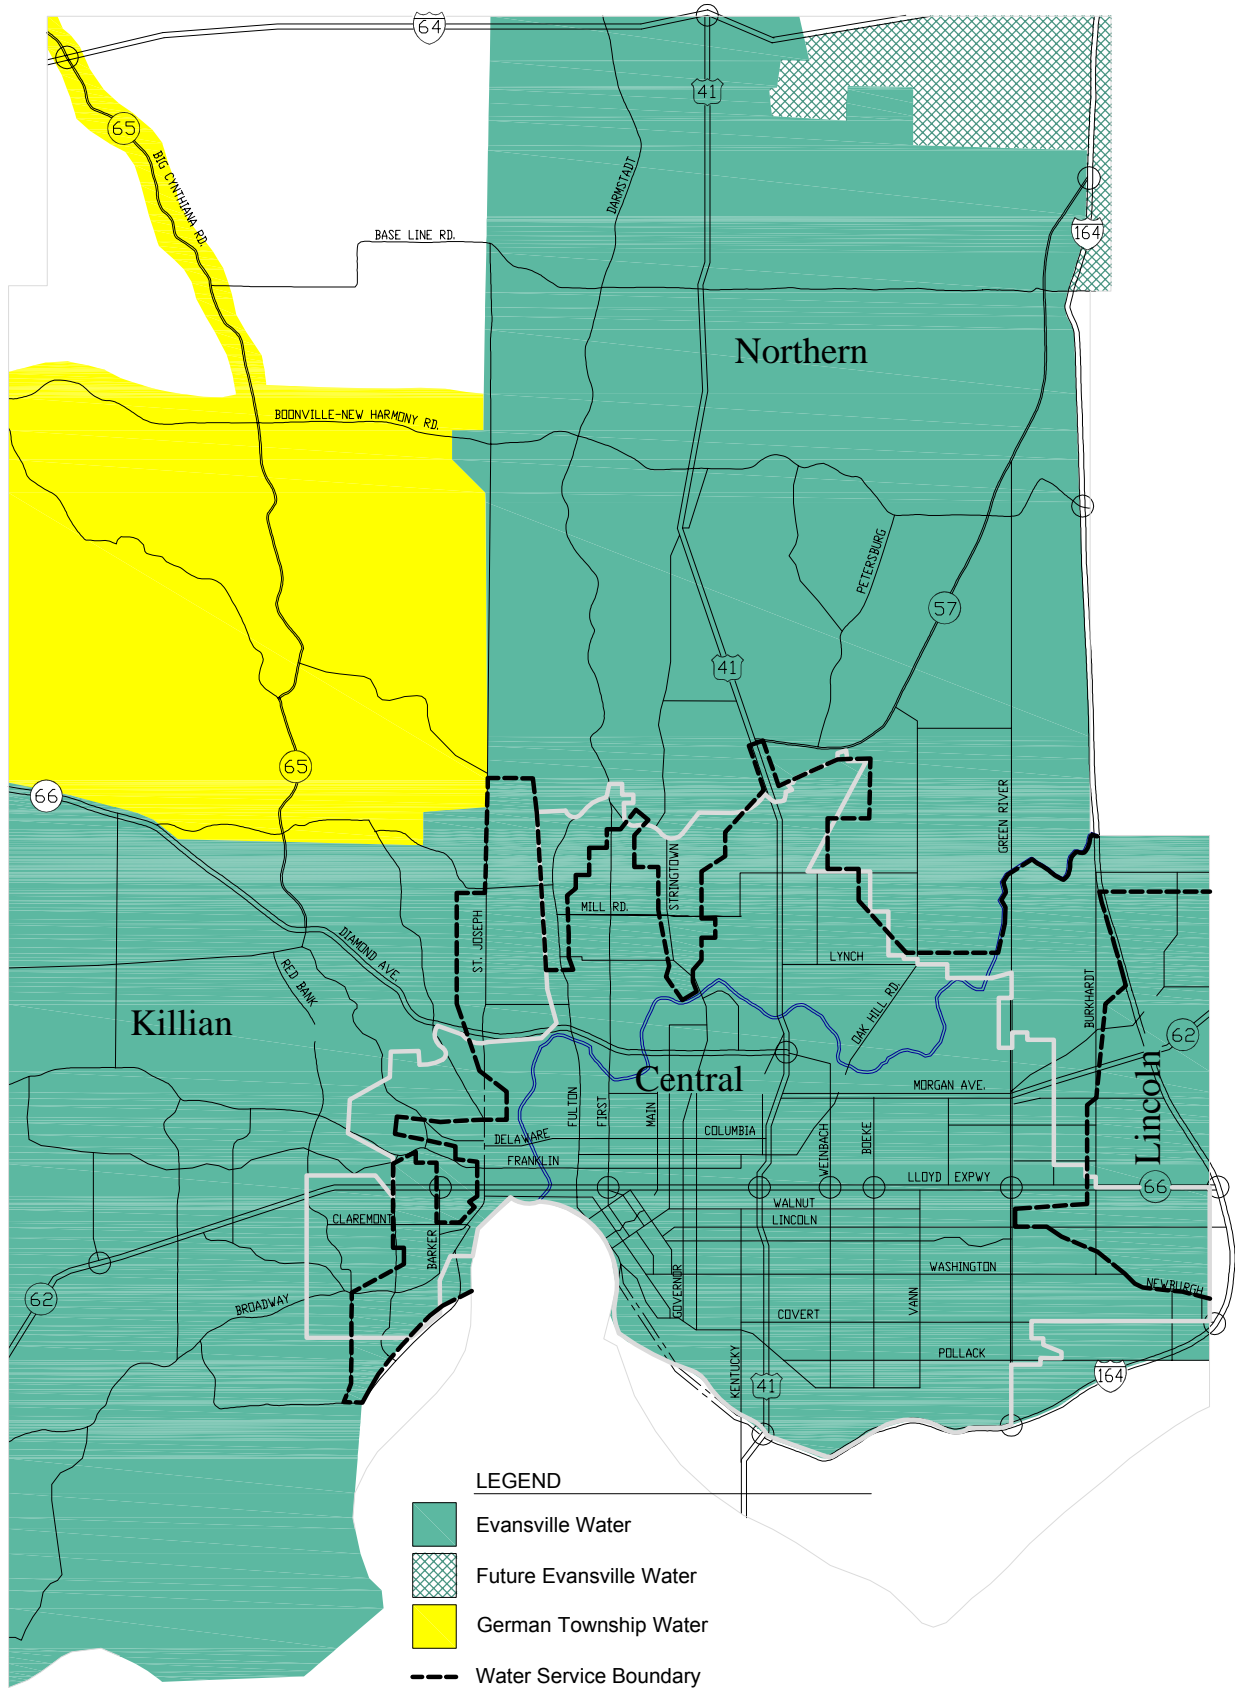 64
41
65
BIG CYNTHIANA RD.
DARMSTADT
BASE LINE RD.
164
Northern
BOONVILLE-NEW HARMONY RD.
PETERSBURG
57
41
65
66
GREEN RIVER
STRINGTOWN
MILL RD.
ST. JOSEPH
DIAMOND AVE.
RED BANK
LYNCH
OAK HILL RD.
BURKHARDT
Killian
62
Central
Lincoln
MORGAN AVE.
FULTON
FIRST
MAIN
COLUMBIA
WEINBACH
BOEKE
DELAWARE
FRANKLIN
LLOYD EXPWY
66
WALNUT
LINCOLN
CLAREMONT
BARKER
WASHINGTON
NEWBURGH
62
BROADWAY
GOVERNOR
COVERT
VANN
POLLACK
KENTUCKY
41
164
LEGEND
Evansville Water
Future Evansville Water
German Township Water
Water Service Boundary